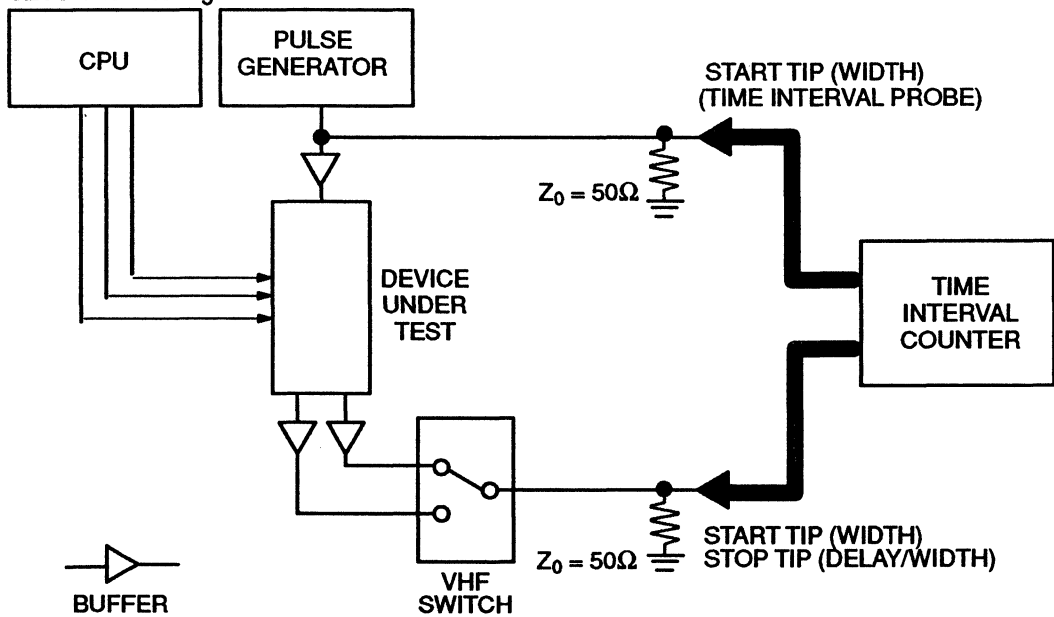 CPU
PULSE
GENERATOR
START TIP (WIDTH)
(TIME INTERVAL PROBE)
Z0 = 50Ω
DEVICE
UNDER
TEST
TIME
INTERVAL
COUNTER
Z0 = 50Ω
START TIP (WIDTH)
STOP TIP (DELAY/WIDTH)
VHF
SWITCH
BUFFER